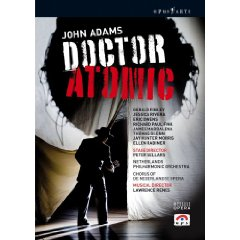 OPUS ARTE
JOHN ADAMS
DOCTOR
ATOMIC
GERALD FINLEY
JESSICA RIVERA
ERIC OWENS
RICHARD PAUL FINK
JAMES MADDALENA
THOMAS GLENN
JAY HUNTER MORRIS
ELLEN RABINER
STAGE DIRECTOR
PETER SELLARS
NETHERLANDS
PHILHARMONIC ORCHESTRA
CHORUS OF
DE NEDERLANDSE OPERA
MUSICAL DIRECTOR
LAWRENCE RENES
OPERA